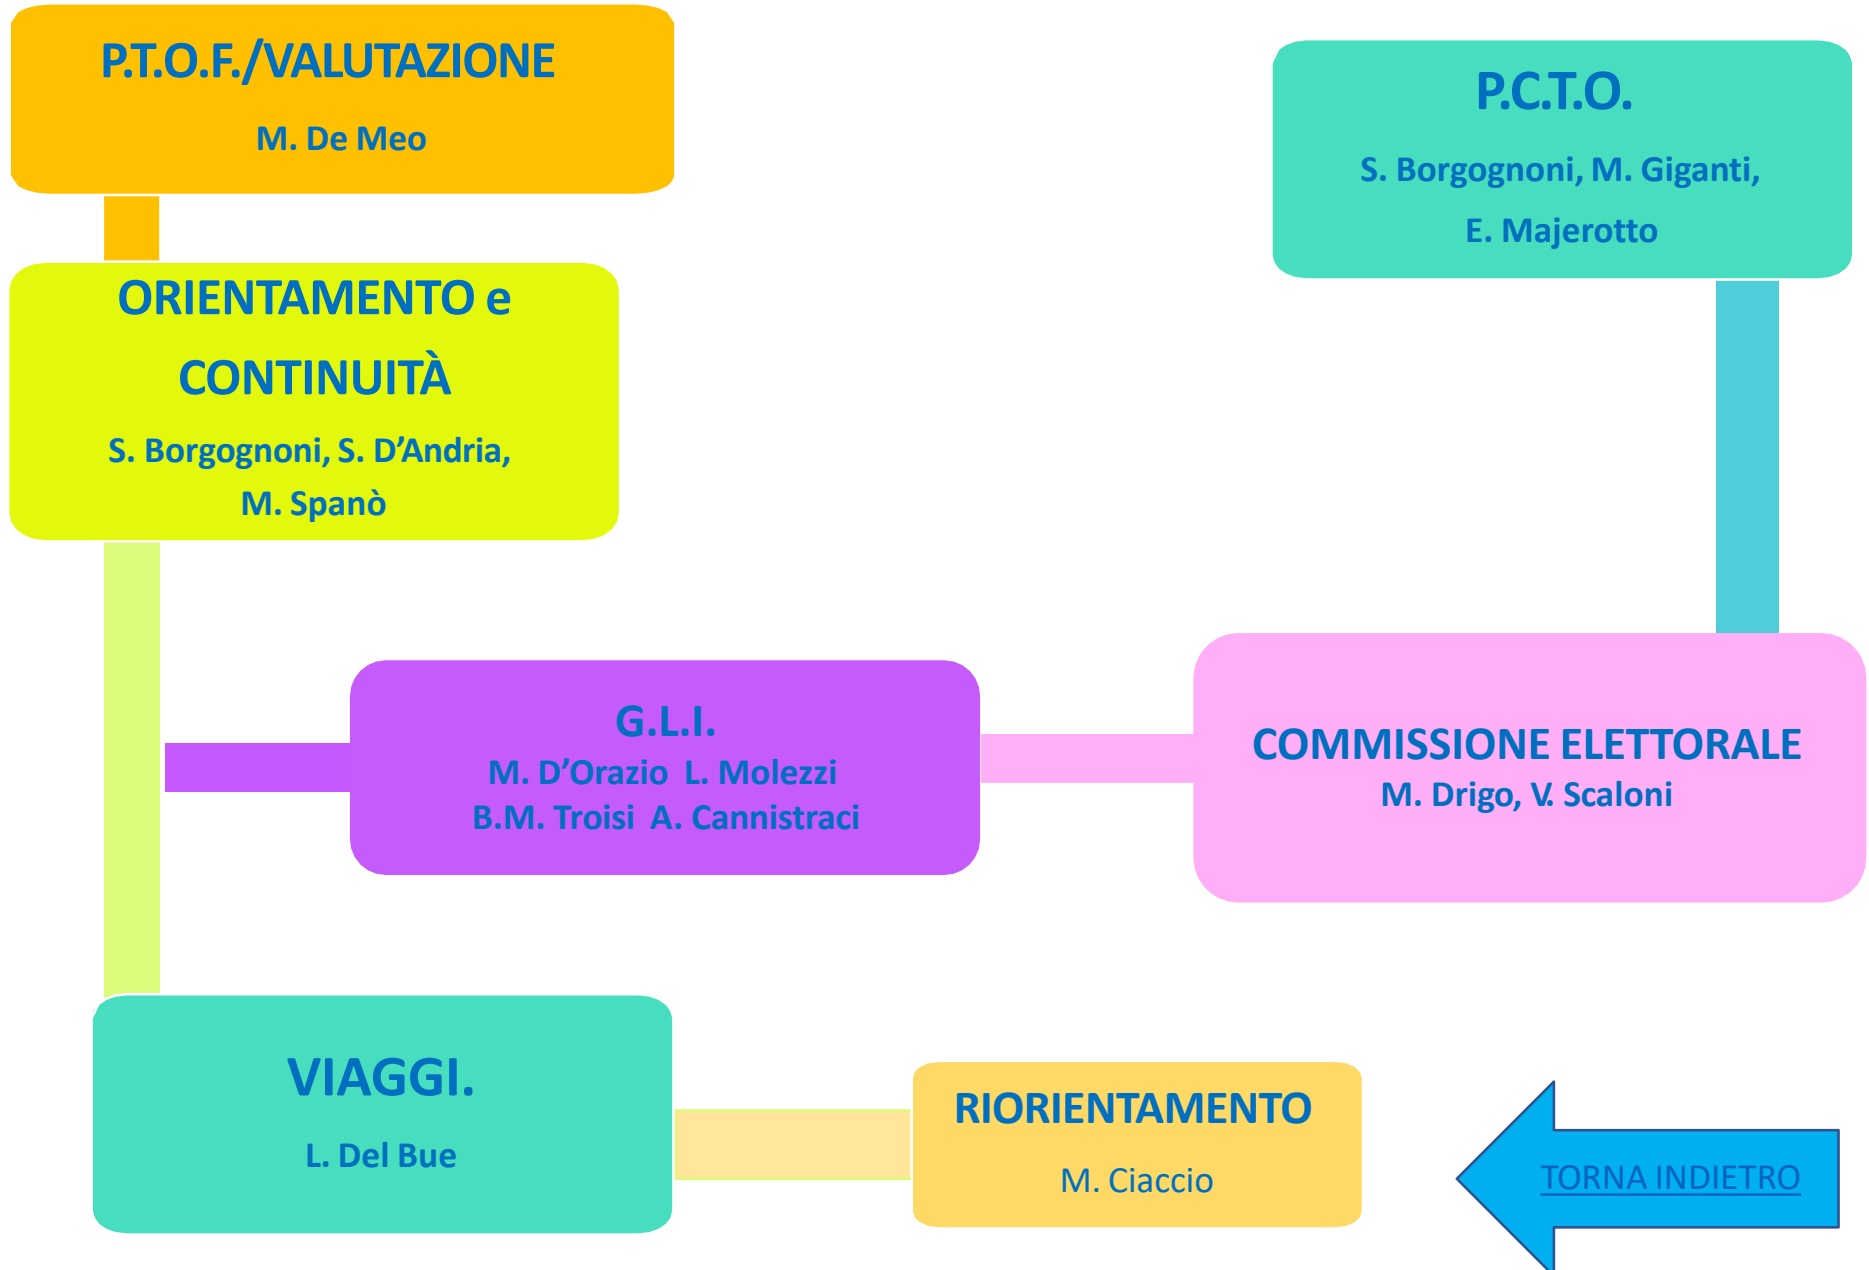 P.T.O.F./VALUTAZIONE
M. De Meo
P.C.T.O.
S. Borgognoni, M. Giganti,
E. Majerotto
ORIENTAMENTO e
CONTINUITÀ
S. Borgognoni, S. D’Andria,
M. Spanò
G.L.I.
M. D’Orazio L. Molezzi
B.M. Troisi A. Cannistraci
COMMISSIONE ELETTORALE
M. Drigo, V. Scaloni
VIAGGI.
L. Del Bue
RIORIENTAMENTO
M. Ciaccio
TORNA INDIETRO